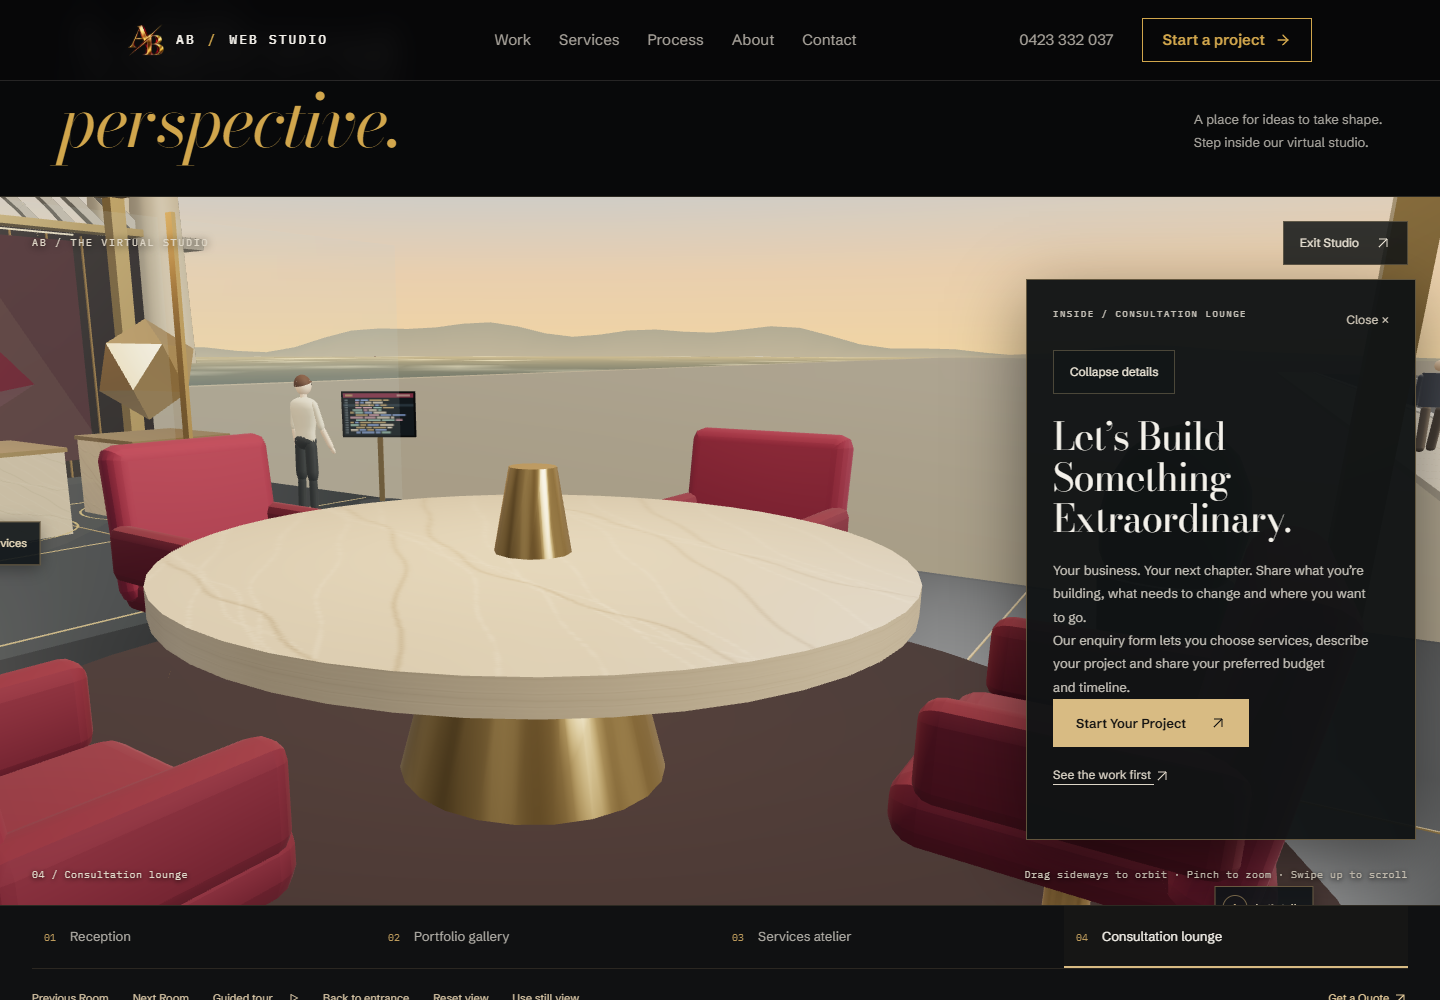 AB / WEB STUDIO
Work Services Process About Contact
0423 332 037
Start a project
perspective.
A place for ideas to take shape.
Step inside our virtual studio.
AB / THE VIRTUAL STUDIO
Exit Studio
INSIDE / CONSULTATION LOUNGE
Close ×
Collapse details
Let’s Build
Something
Extraordinary.
Your business. Your next chapter. Share what you’re
building, what needs to change and where you want
to go.
Our enquiry form lets you choose services, describe
your project and share your preferred budget
and timeline.
Start Your Project
See the work first
vices
04 / Consultation lounge
Drag sideways to orbit · Pinch to zoom · Swipe up to scroll
01 Reception
02 Portfolio gallery
03 Services atelier
04 Consultation lounge
Previous Room Next Room Guided tour Back to entrance Reset view Use still view
Get a Quote